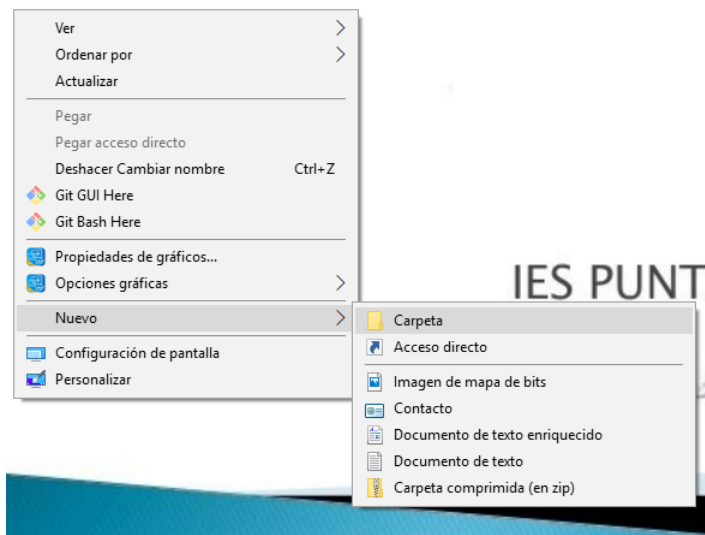 Ver
Ordenar por
Actualizar
Pegar
Pegar acceso directo
Deshacer Cambiar nombre Ctrl+Z
Git GUI Here
Git Bash Here
Propiedades de gráficos...
Opciones gráficas
Nuevo
Configuración de pantalla
Personalizar
IES PUNT
Carpeta
Acceso directo
Imagen de mapa de bits
Contacto
Documento de texto enriquecido
Documento de texto
Carpeta comprimida (en zip)